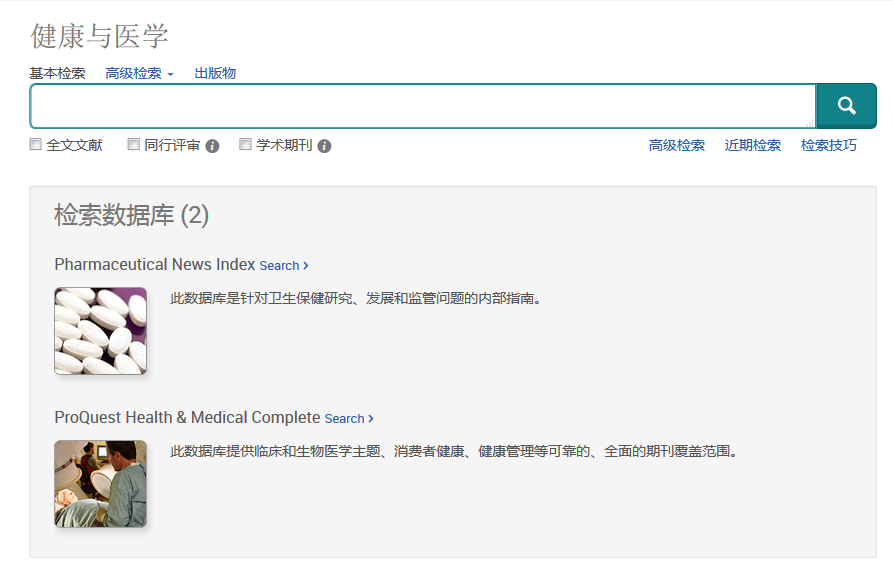 健康与医学
基本检索 高级检索 出版物
全文文献 同行评审 学术期刊 高级检索 近期检索 检索技巧
检索数据库 (2)
Pharmaceutical News Index Search ›
此数据库是针对卫生保健研究、发展和监管问题的内部指南。
ProQuest Health & Medical Complete Search ›
此数据库提供临床和生物医学主题、消费者健康、健康管理等可靠的、全面的期刊覆盖范围。